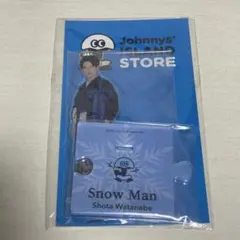 Johnnys'
ISLAND
STORE
Snow Man
Shota Watanabe